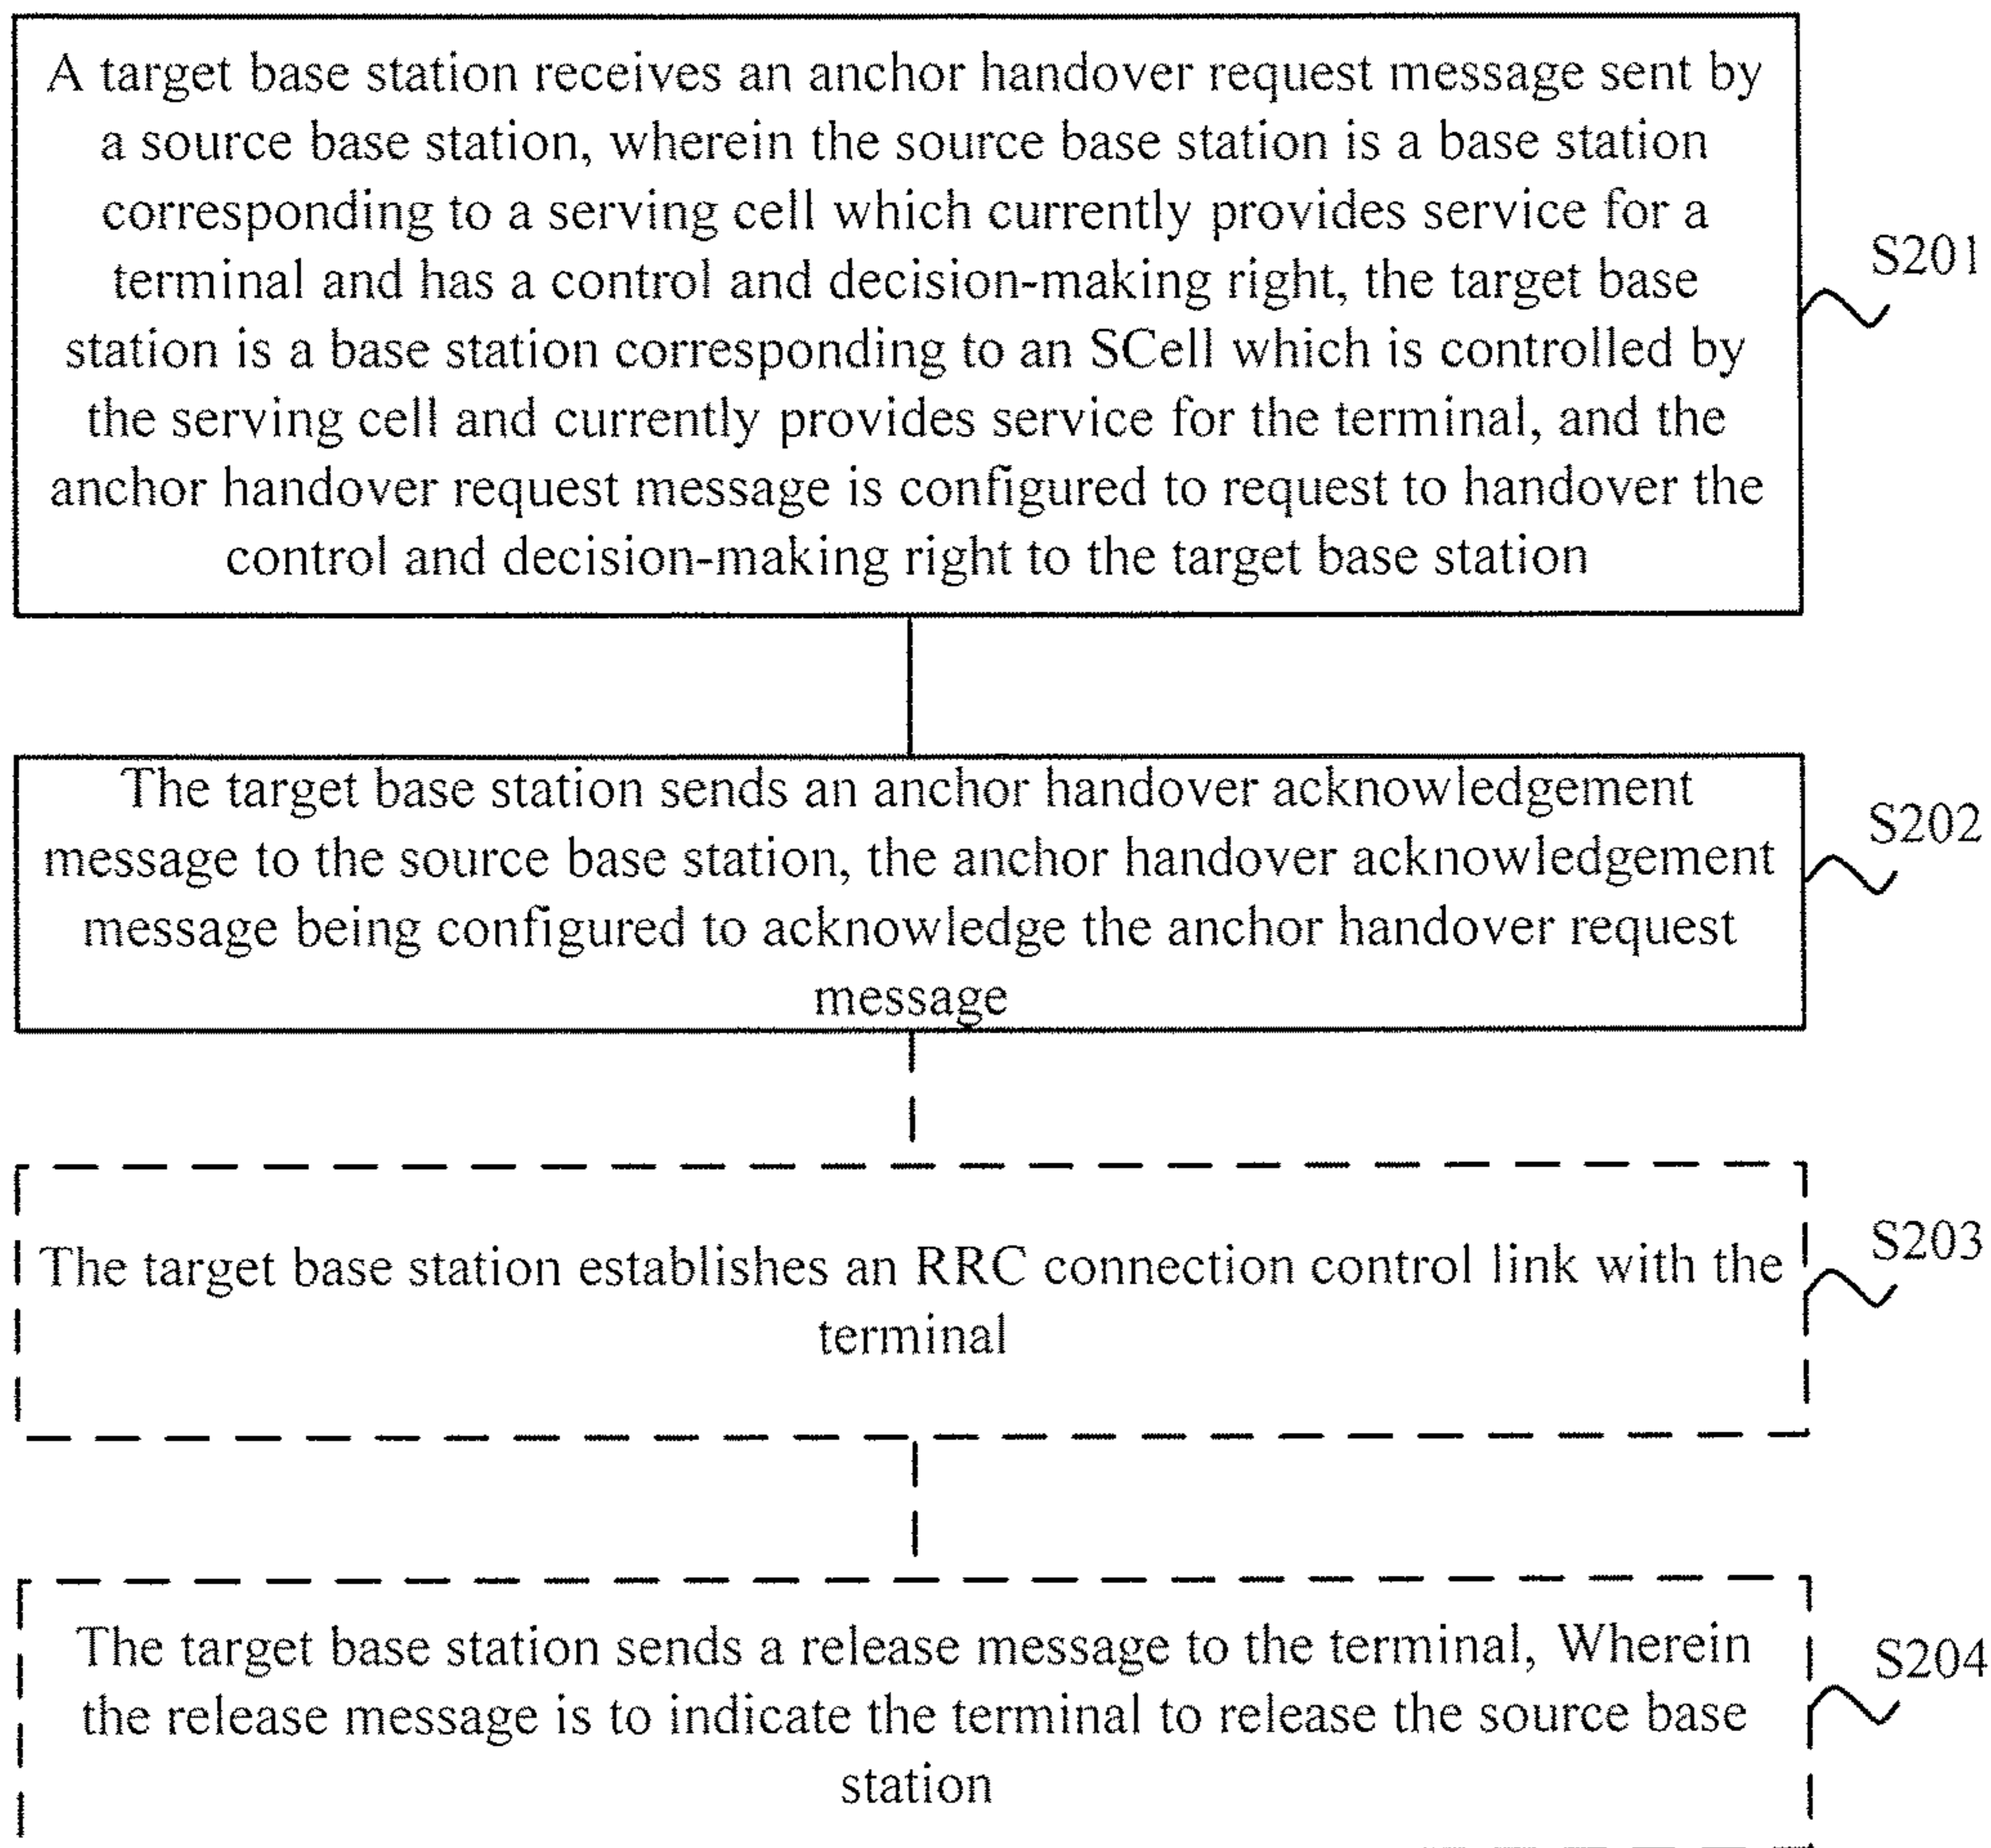 A target base station receives an anchor handover request message sent by
a source base station, wherein the source base station is a base station
corresponding to a serving cell which currently provides service for a
terminal and has a control and decision-making right, the target base
station is a base station corresponding to an SCell which is controlled by
the serving cell and currently provides service for the terminal, and the
anchor handover request message is configured to request to handover the
control and decision-making right to the target base station
S201
The target base station sends an anchor handover acknowledgement
message to the source base station, the anchor handover acknowledgement
message being configured to acknowledge the anchor handover request
message
S202
The target base station establishes an RRC connection control link with the
terminal
S203
The target base station sends a release message to the terminal, Wherein
the release message is to indicate the terminal to release the source base
station
S204